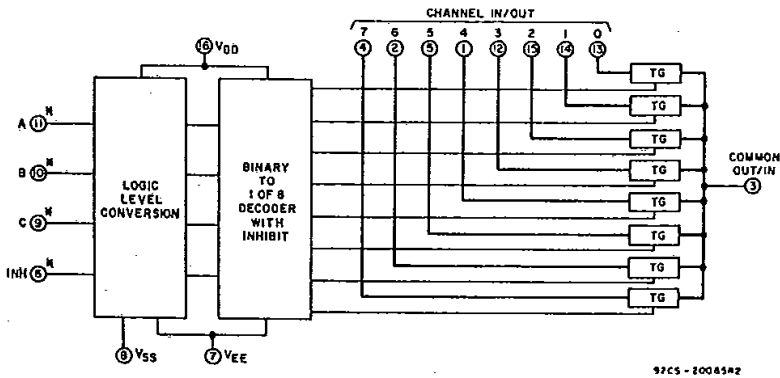 CHANNEL IN/OUT
7 6 5 4 3 2 1 0
4 2 5 1 12 15 14 13
16 VDD
TG
TG
TG
TG
TG
TG
TG
TG
A 11 *
B 10 *
C 9 *
INH 6 *
LOGIC
LEVEL
CONVERSION
BINARY
TO
1 OF 8
DECODER
WITH
INHIBIT
COMMON
OUT/IN
3
8 VSS
7 VEE
92CS-20085R2